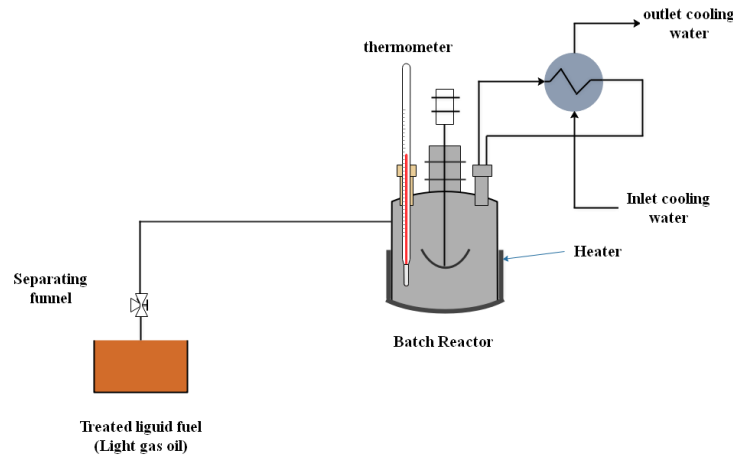 outlet cooling
water
thermometer
Inlet cooling
water
Heater
Separating
funnel
Batch Reactor
Treated liguid fuel
(Light gas oil)